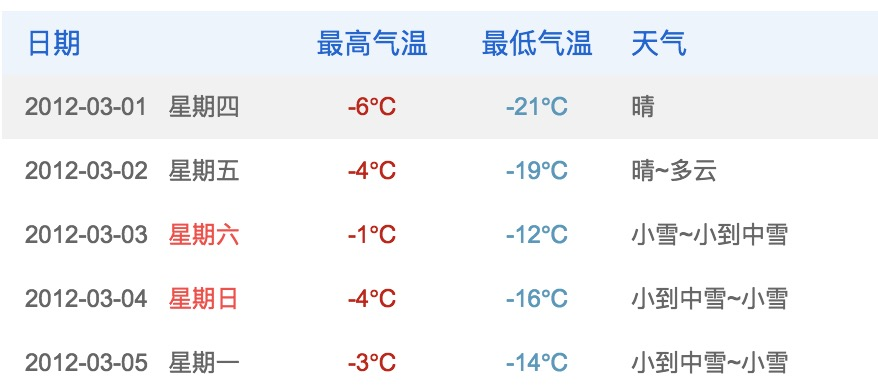 日期 最高气温 最低气温 天气
2012-03-01 星期四 -6°C -21°C 晴
2012-03-02 星期五 -4°C -19°C 晴~多云
2012-03-03 星期六 -1°C -12°C 小雪~小到中雪
2012-03-04 星期日 -4°C -16°C 小到中雪~小雪
2012-03-05 星期一 -3°C -14°C 小到中雪~小雪